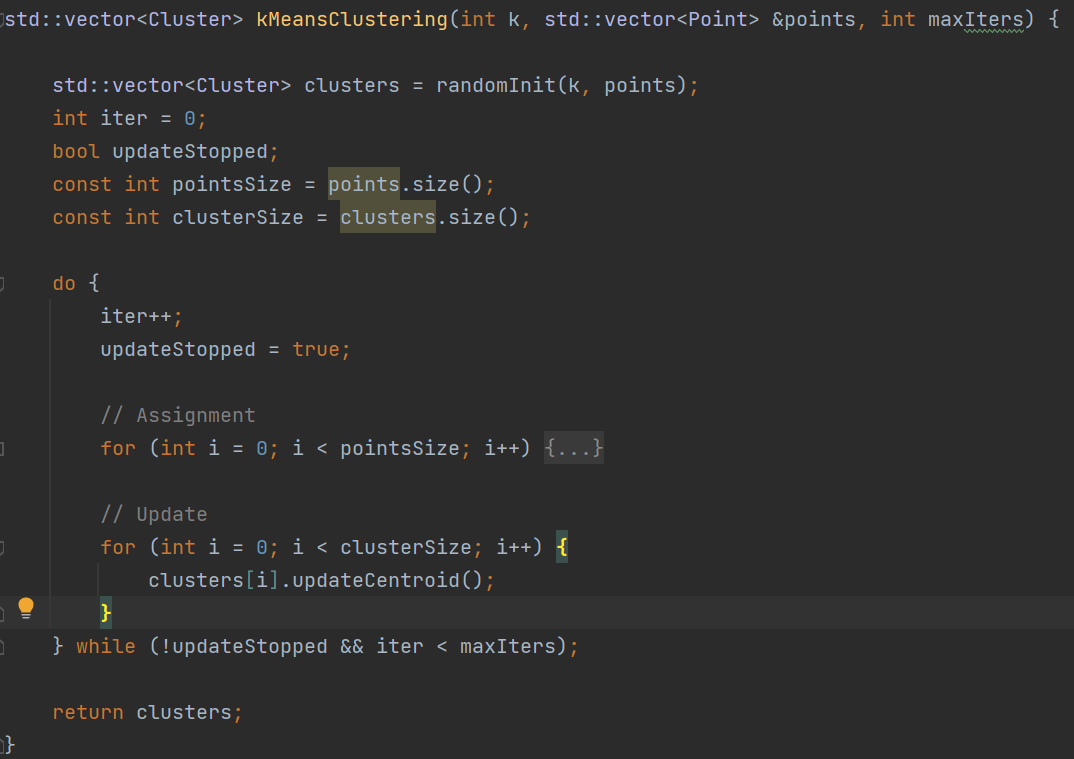 std::vector<Cluster> kMeansClustering(int k, std::vector<Point> &points, int maxIters) {
std::vector<Cluster> clusters = randomInit(k, points);
int iter = 0;
bool updateStopped;
const int pointsSize = points.size();
const int clusterSize = clusters.size();
do {
iter++;
updateStopped = true;
// Assignment
for (int i = 0; i < pointsSize; i++) {...}
// Update
for (int i = 0; i < clusterSize; i++) {
clusters[i].updateCentroid();
}
} while (!updateStopped && iter < maxIters);
return clusters;
}